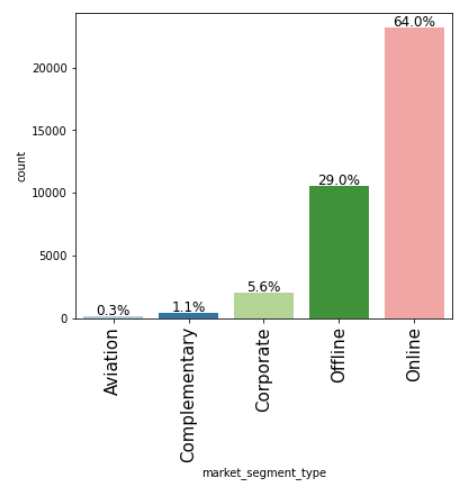 64.0%
20000
15000
count
29.0%
10000
5000
5.6%
1.1%
0.3%
0
Aviation
Complementary
Corporate
Offline
Online
market_segment_type